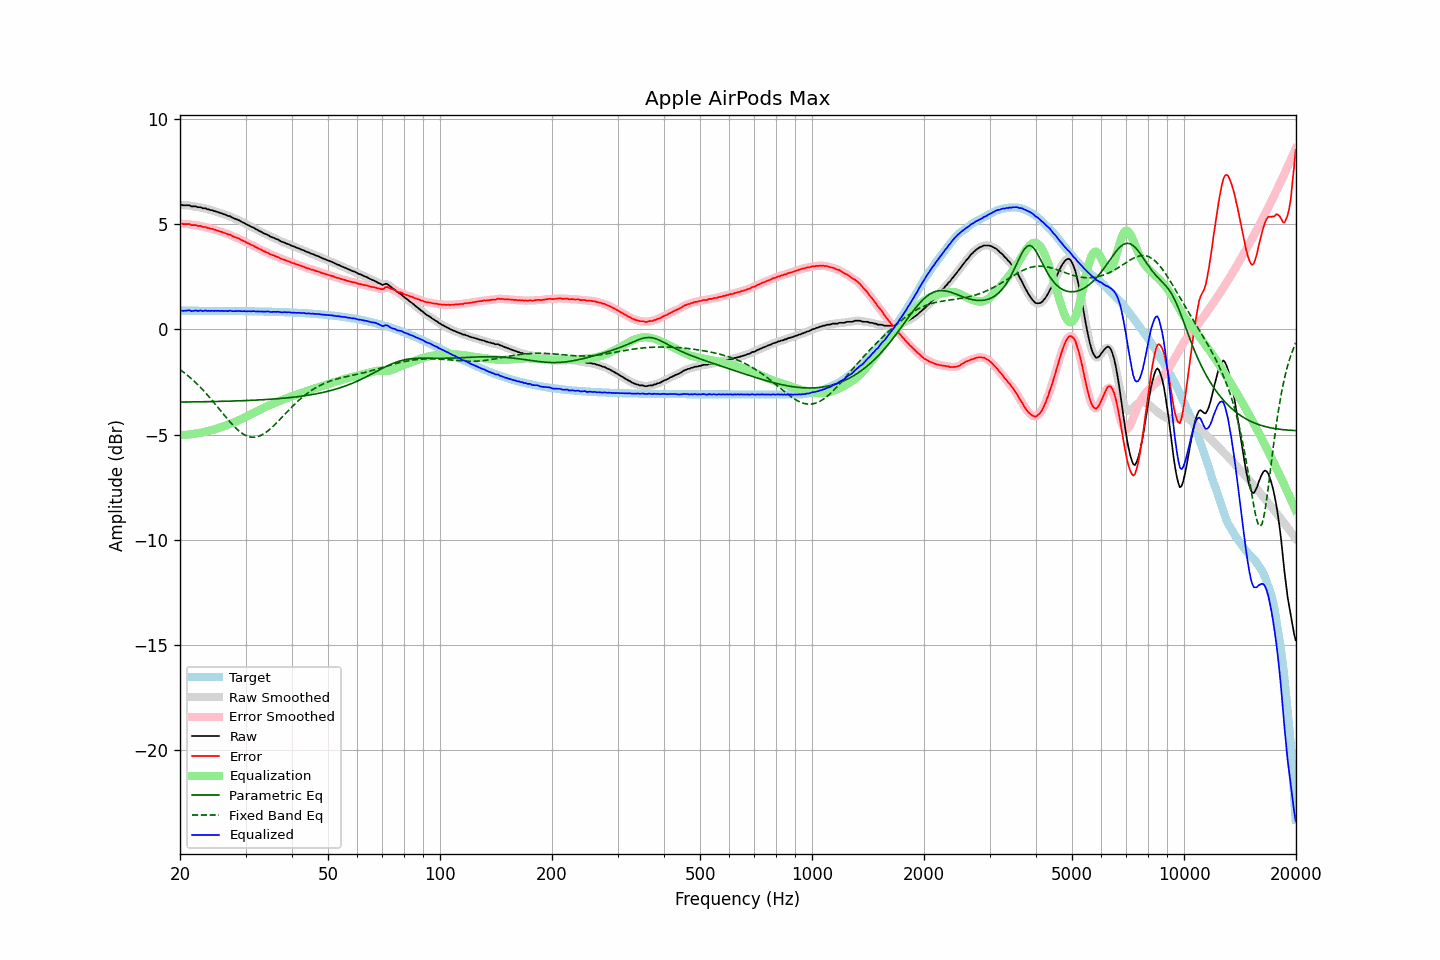 Apple AirPods Max
10
5
0
−5
−10
−15
−20
Amplitude (dBr)
Target
Raw Smoothed
Error Smoothed
Raw
Error
Equalization
Parametric Eq
Fixed Band Eq
Equalized
20 50 100 200 500 1000 2000 5000 10000 20000
Frequency (Hz)